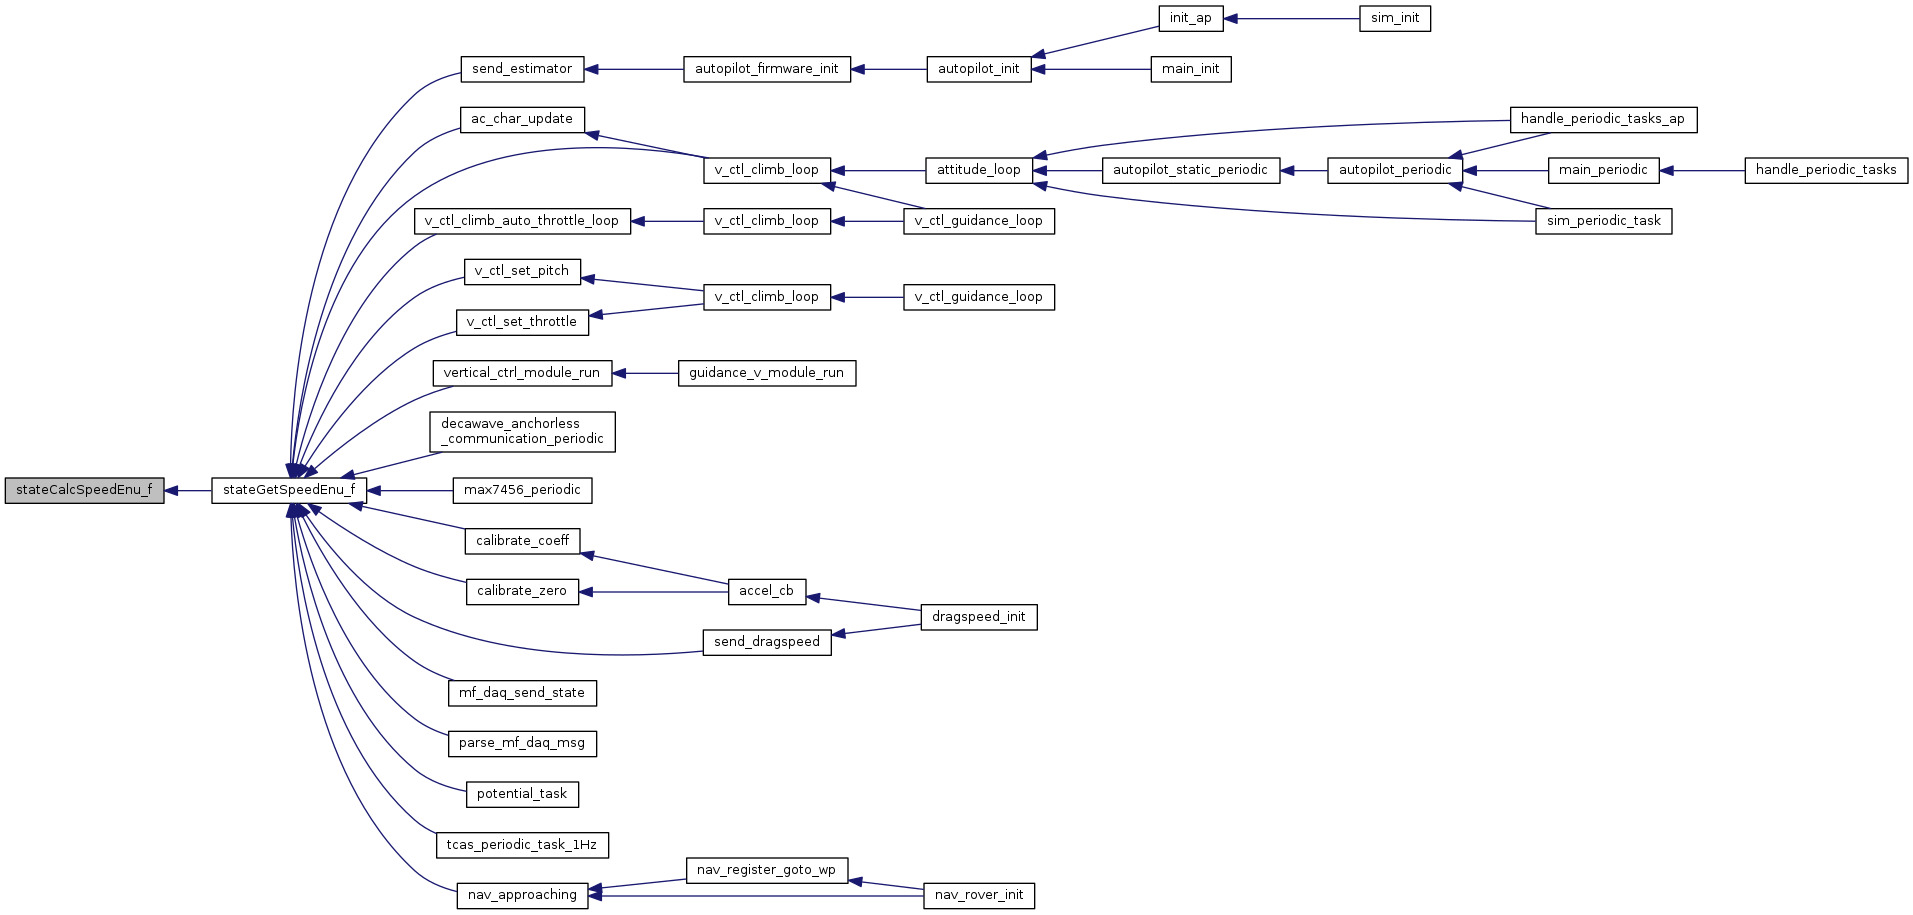 init_ap
sim_init
send_estimator
autopilot_firmware_init
autopilot_init
main_init
ac_char_update
handle_periodic_tasks_ap
v_ctl_climb_loop
attitude_loop
autopilot_static_periodic
autopilot_periodic
main_periodic
handle_periodic_tasks
v_ctl_climb_auto_throttle_loop
v_ctl_climb_loop
v_ctl_guidance_loop
sim_periodic_task
v_ctl_set_pitch
v_ctl_climb_loop
v_ctl_guidance_loop
v_ctl_set_throttle
vertical_ctrl_module_run
guidance_v_module_run
decawave_anchorless
_communication_periodic
stateCalcSpeedEnu_f
stateGetSpeedEnu_f
max7456_periodic
calibrate_coeff
calibrate_zero
accel_cb
dragspeed_init
send_dragspeed
mf_daq_send_state
parse_mf_daq_msg
potential_task
tcas_periodic_task_1Hz
nav_register_goto_wp
nav_approaching
nav_rover_init